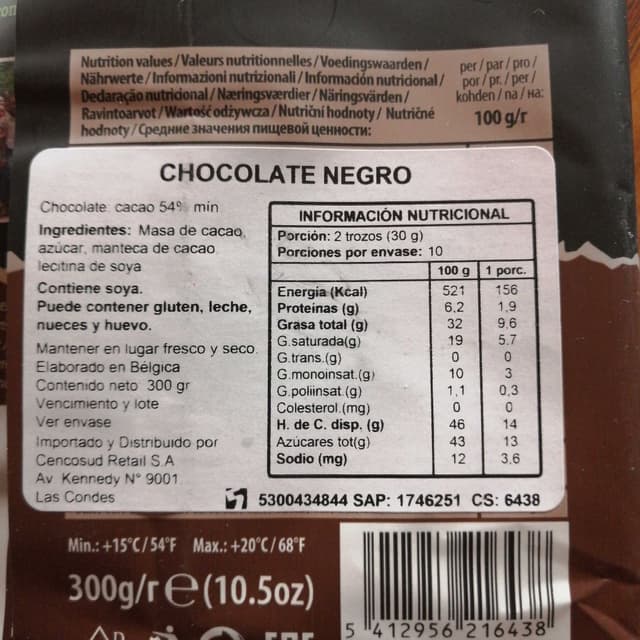 Nutrition values / Valeurs nutritionnelles / Voedingswaarden /
Nährwerte / Informazioni nutrizionali / Información nutricional /
Dedaração nutricional / Næringsværdier / Näringsvärden /
Ravintoarvot / Wartość odżywcza / Nutriční hodnoty / Nutričné
hodnoty / Средние значения пищевой ценности:
per / par / pro /
por / pr. / per /
kohden / na / на:
100 g/r
CHOCOLATE NEGRO
Chocolate: cacao 54% min
Ingredientes: Masa de cacao,
azúcar, manteca de cacao.
lecitina de soya
Contiene soya.
Puede contener gluten, leche,
nueces y huevo.
Mantener en lugar fresco y seco.
Elaborado en Bélgica
Contenido neto 300 gr
Vencimiento y lote
Ver envase
Importado y Distribuido por
Cencosud Retail S.A
Av Kennedy N° 9001
Las Condes
INFORMACIÓN NUTRICIONAL
Porción: 2 trozos (30 g)
Porciones por envase: 10
100 g 1 porc.
Energía (Kcal) 521 156
Proteínas (g) 6,2 1,9
Grasa total (g) 32 9,6
G.saturada(g) 19 5.7
G.trans.(g) 0 0
G.monoinsat.(g) 10 3
G.poliinsat.(g) 1,1 0,3
Colesterol.(mg) 0 0
H. de C. disp. (g) 46 14
Azúcares tot(g) 43 13
Sodio (mg) 12 3.6
5300434844 SAP: 1746251 CS: 6438
Min.: +15°C/54°F Max.: +20°C/68°F
300g/r e (10.5oz)
5 412956 216438